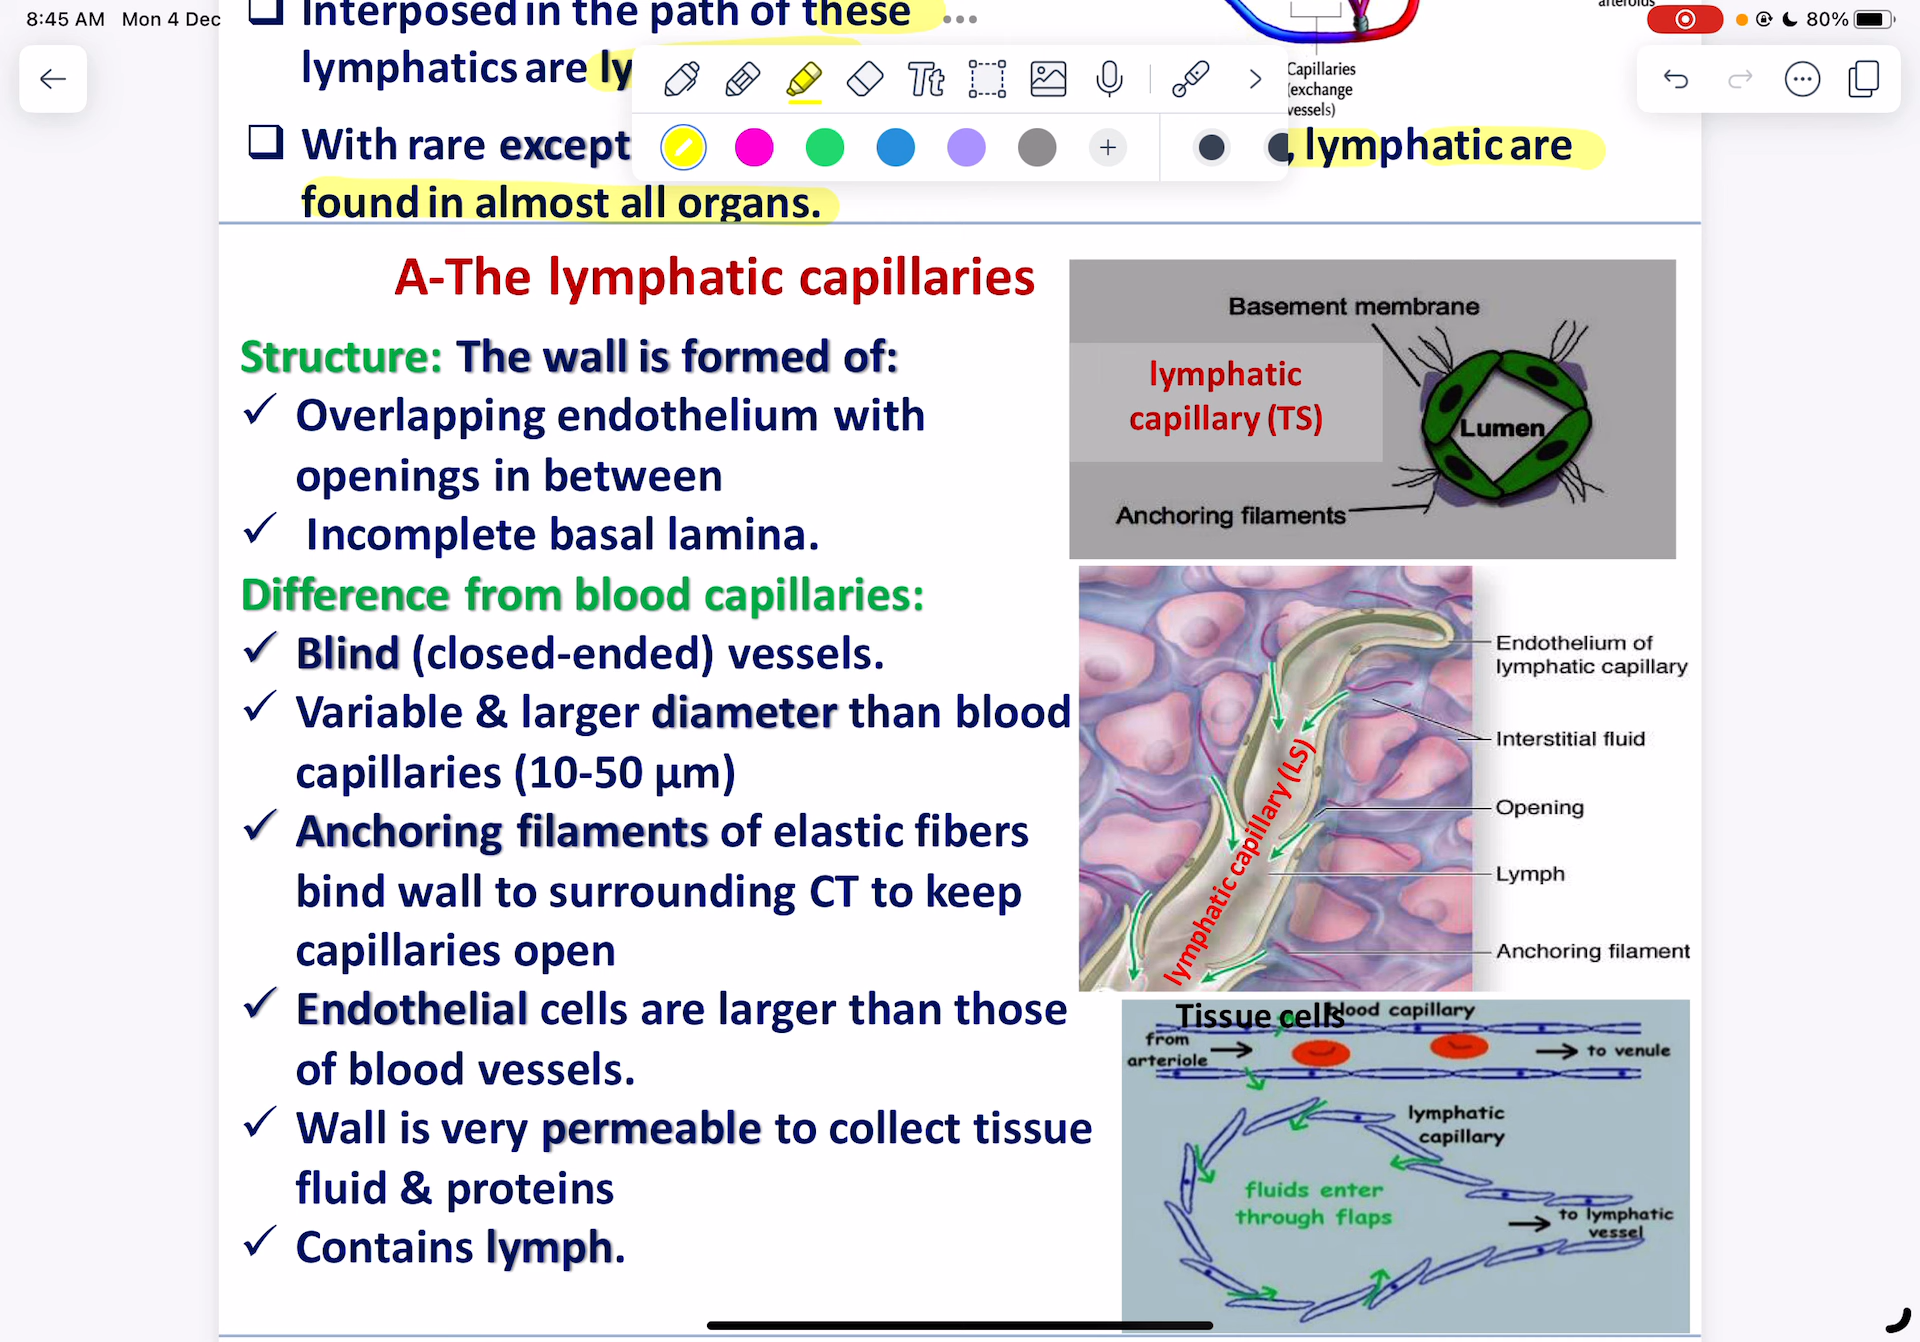 8:45 AM Mon 4 Dec
80%
Interposed in the path of these
lymphatics are ly
Tt
Capillaries
(exchange
vessels)
With rare except , lymphatic are
found in almost all organs.
A-The lymphatic capillaries
Structure: The wall is formed of:
✓ Overlapping endothelium with
openings in between
✓ Incomplete basal lamina.
Difference from blood capillaries:
✓ Blind (closed-ended) vessels.
✓ Variable & larger diameter than blood
capillaries (10-50 µm)
✓ Anchoring filaments of elastic fibers
bind wall to surrounding CT to keep
capillaries open
✓ Endothelial cells are larger than those
of blood vessels.
✓ Wall is very permeable to collect tissue
fluid & proteins
✓ Contains lymph.
Basement membrane
lymphatic
capillary (TS)
Lumen
Anchoring filaments
Endothelium of
lymphatic capillary
Interstitial fluid
Opening
Lymph
Anchoring filament
lymphatic capillary (LS)
Tissue cells
blood capillary
from
arteriole
to venule
lymphatic
capillary
fluids enter
through flaps
to lymphatic
vessel